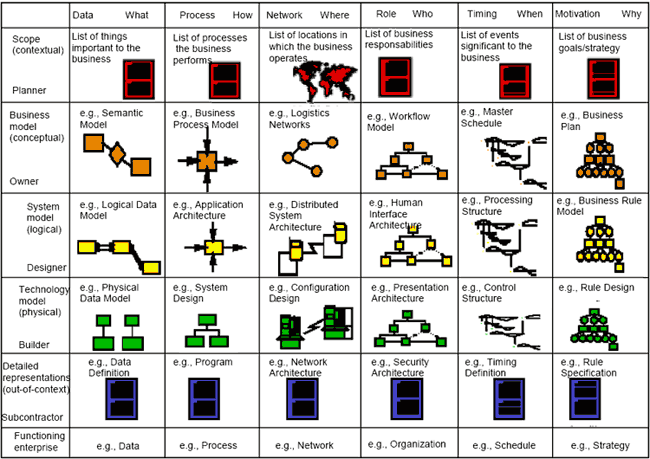 Data What
Process How
Network Where
Role Who
Timing When
Motivation Why
Scope
(contextual)
Planner
List of things
important to the
business
List of processes
the business
performs
List of locations in
which the business
operates
List of business
responsabilities
List of events
significant to the
business
List of business
goals/strategy
Business
model
(conceptual)
Owner
e.g., Semantic
Model
e.g., Business
Process Model
e.g., Logistics
Networks
e.g., Workflow
Model
e.g., Master
Schedule
e.g., Business
Plan
System
model
(logical)
Designer
e.g., Logical Data
Model
e.g., Application
Architecture
e.g., Distributed
System
Architecture
e.g., Human
Interface
Architecture
e.g., Processing
Structure
e.g., Business Rule
Model
Technology
model
(physical)
Builder
e.g., Physical
Data Model
e.g., System
Design
e.g., Configuration
Design
e.g., Presentation
Architecture
e.g., Control
Structure
e.g., Rule Design
Detailed
representations
(out-of-context)
Subcontractor
e.g., Data
Definition
e.g., Program
e.g., Network
Architecture
e.g., Security
Architecture
e.g., Timing
Definition
e.g., Rule
Specification
Functioning
enterprise
e.g., Data
e.g., Process
e.g., Network
e.g., Organization
e.g., Schedule
e.g., Strategy